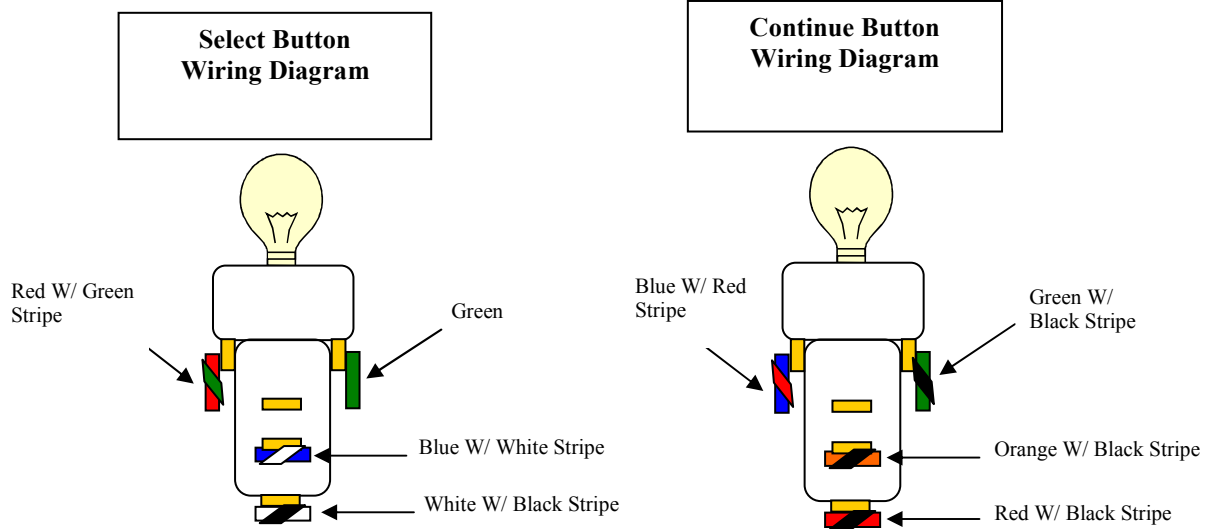 Select Button
Wiring Diagram
Continue Button
Wiring Diagram
Red W/ Green
Stripe
Green
Blue W/ White Stripe
White W/ Black Stripe
Blue W/ Red
Stripe
Green W/
Black Stripe
Orange W/ Black Stripe
Red W/ Black Stripe